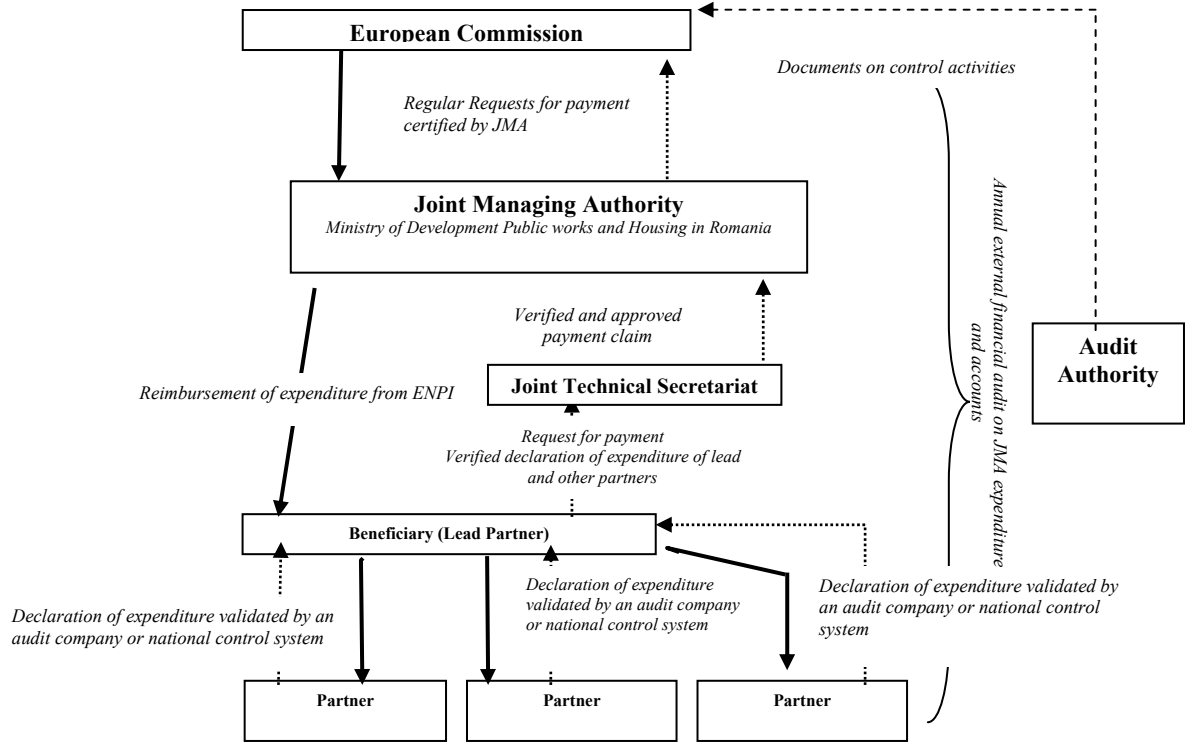 European Commission
Documents on control activities
Regular Requests for payment
certified by JMA
Joint Managing Authority
Ministry of Development Public works and Housing in Romania
Annual external financial audit on JMA expenditure
and accounts
Verified and approved
payment claim
Audit
Authority
Joint Technical Secretariat
Reimbursement of expenditure from ENPI
Request for payment
Verified declaration of expenditure of lead
and other partners
Beneficiary (Lead Partner)
Declaration of expenditure validated by an
audit company or national control system
Declaration of expenditure
validated by an audit company
or national control system
Declaration of expenditure validated by
an audit company or national control
system
Partner
Partner
Partner